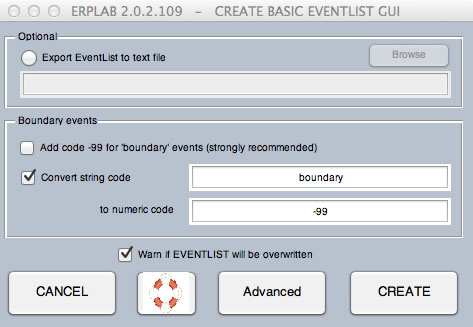 ERPLAB 2.0.2.109 - CREATE BASIC EVENTLIST GUI
Optional
Export EventList to text file
Browse
Boundary events
Add code -99 for 'boundary' events (strongly recommended)
Convert string code
boundary
to numeric code
-99
Warn if EVENTLIST will be overwritten
CANCEL
Advanced
CREATE